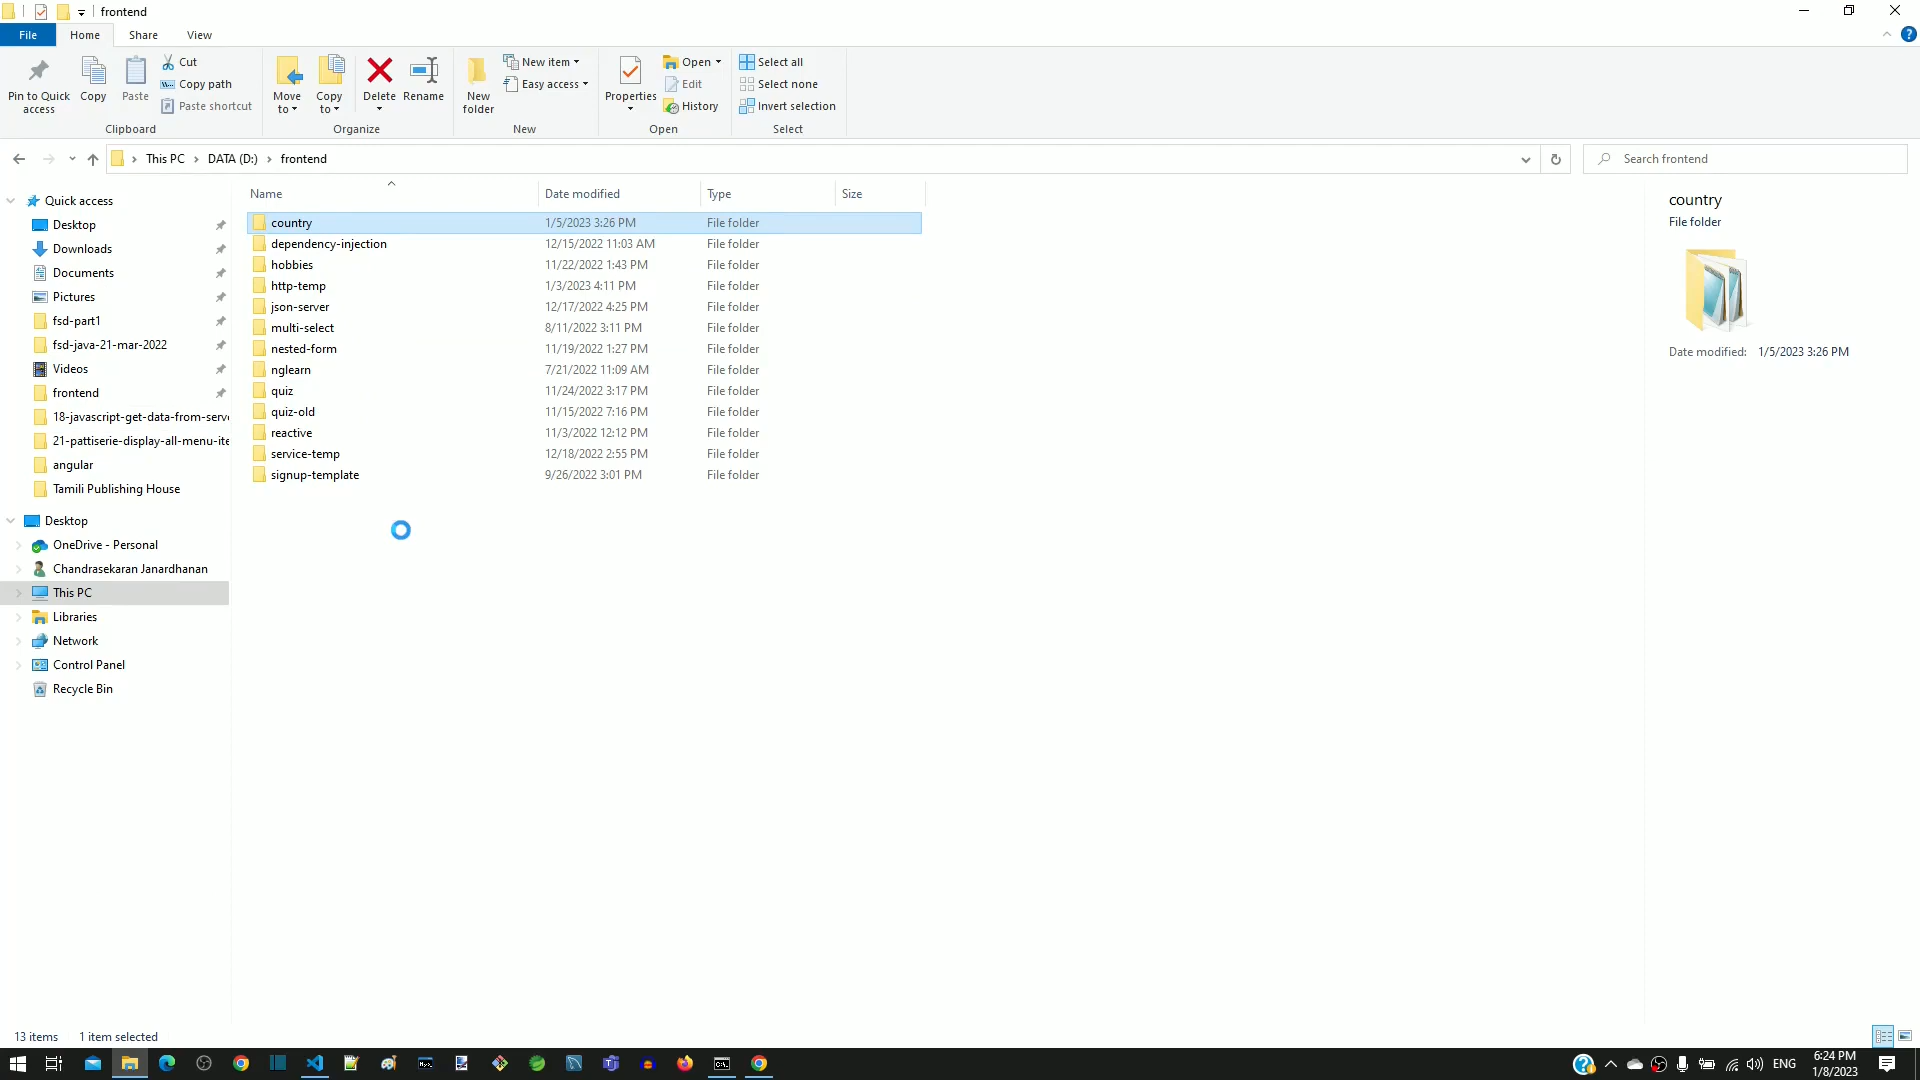 frontend
File
Home
Share
View
Pin to Quick
access
Copy
Paste
Cut
Copy path
Paste shortcut
Clipboard
Move
to
Copy
to
Delete
Rename
Organize
New
folder
New item
Easy access
New
Properties
Open
Edit
History
Open
Select all
Select none
Invert selection
Select
This PC
DATA (D:)
frontend
Search frontend
Quick access
Desktop
Downloads
Documents
Pictures
fsd-part1
fsd-java-21-mar-2022
Videos
frontend
18-javascript-get-data-from-serve
21-pattiserie-display-all-menu-ite
angular
Tamili Publishing House
Desktop
OneDrive - Personal
Chandrasekaran Janardhanan
This PC
Libraries
Network
Control Panel
Recycle Bin
Name Date modified Type Size
country 1/5/2023 3:26 PM File folder
dependency-injection 12/15/2022 11:03 AM File folder
hobbies 11/22/2022 1:43 PM File folder
http-temp 1/3/2023 4:11 PM File folder
json-server 12/17/2022 4:25 PM File folder
multi-select 8/11/2022 3:11 PM File folder
nested-form 11/19/2022 1:27 PM File folder
nglearn 7/21/2022 11:09 AM File folder
quiz 11/24/2022 3:17 PM File folder
quiz-old 11/15/2022 7:16 PM File folder
reactive 11/3/2022 12:12 PM File folder
service-temp 12/18/2022 2:55 PM File folder
signup-template 9/26/2022 3:01 PM File folder
country
File folder
Date modified: 1/5/2023 3:26 PM
13 items 1 item selected
ENG
6:24 PM
1/8/2023